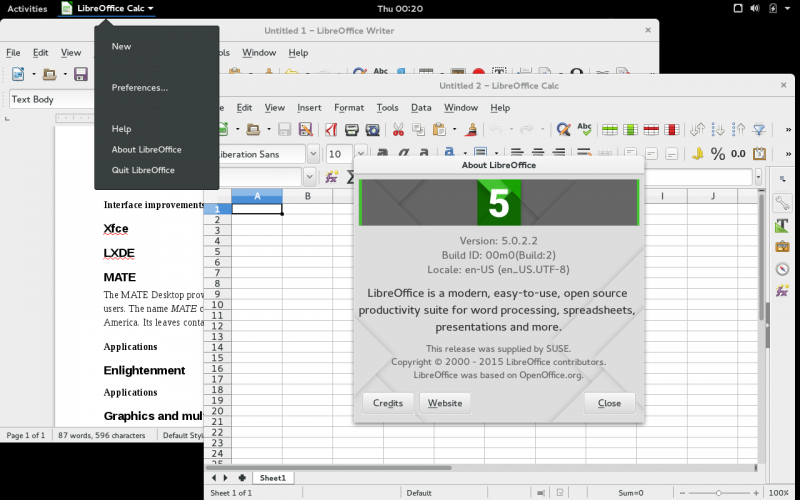 Activities
LibreOffice Calc
Thu 00:20
Untitled 1 – LibreOffice Writer
File Edit View
Window Help
New
Preferences...
Help
About LibreOffice
Quit LibreOffice
Text Body
Interface improvements
Xfce
LXDE
MATE
The MATE Desktop
users. The name MATE
America. Its leaves
Applications
Enlightenment
Applications
Graphics and
Page 1 of 1 87 words, 596 characters Default
Untitled 2 – LibreOffice Calc
Edit View Insert Format Tools Data Window Help
Sans 10
0.0
A B I J
1
2
3
4
5
6
7
8
9
10
11
12
13
14
15
16
17
18
19
20
21
22
23
24
25
Sheet1
Sheet 1 of 1 Default Sum=0 100%
About LibreOffice
5
Version: 5.0.2.2
Build ID: 00m0(Build:2)
Locale: en-US (en_US.UTF-8)
LibreOffice is a modern, easy-to-use, open source
productivity suite for word processing, spreadsheets,
presentations and more.
This release was supplied by SUSE.
Copyright © 2000 - 2015 LibreOffice contributors.
LibreOffice was based on OpenOffice.org.
Credits Website Close